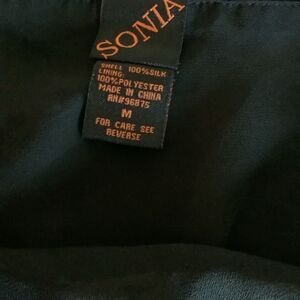 SONIA
SHELL 100%SILK
LINING:
100%POLYESTER
MADE IN CHINA
RN#96875
M
FOR CARE SEE
REVERSE